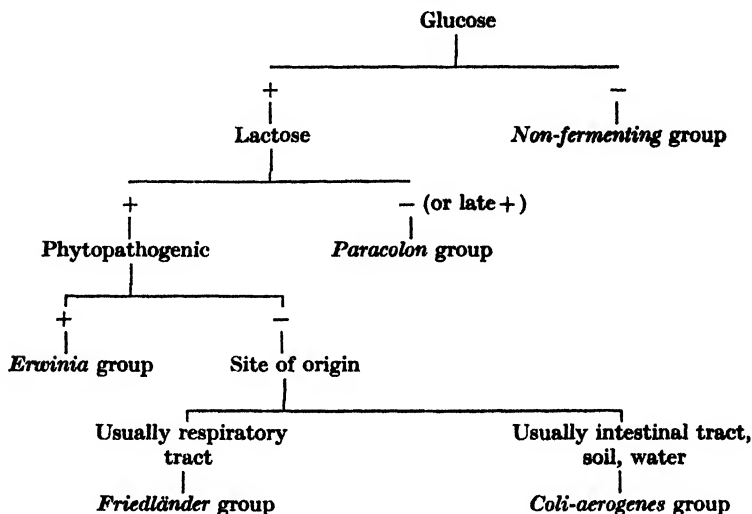 Glucose
+ −
Lactose Non-fermenting group
+ − (or late +)
Phytopathogenic Paracolon group
+ −
Erwinia group Site of origin
Usually respiratory Usually intestinal tract,
tract soil, water
Friedländer group Coli-aerogenes group